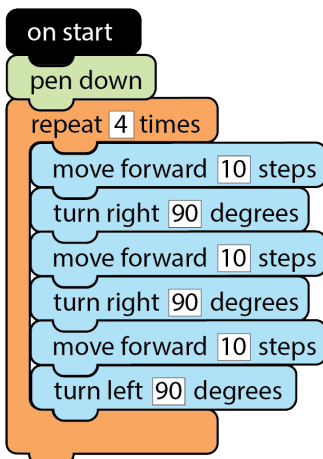 on start
pen down
repeat 4 times
move forward 10 steps
turn right 90 degrees
move forward 10 steps
turn right 90 degrees
move forward 10 steps
turn left 90 degrees